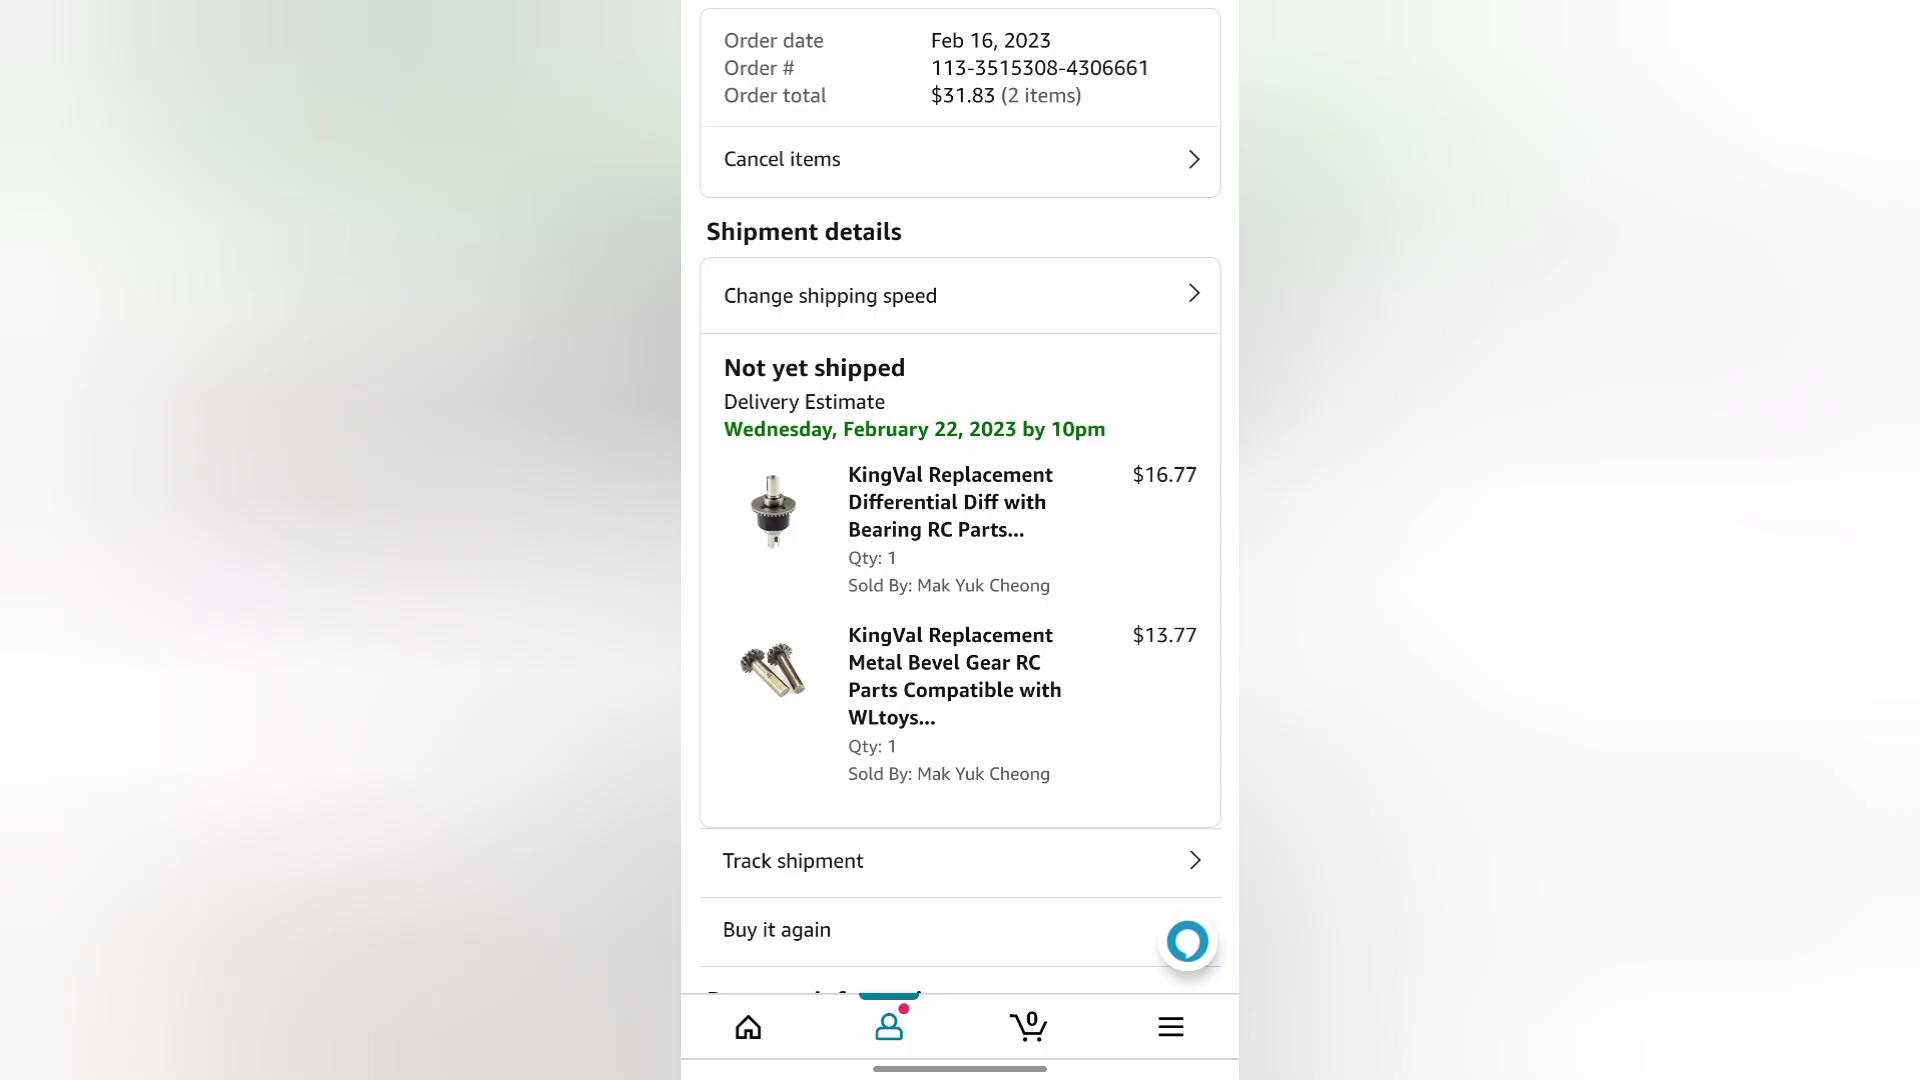 Order date Feb 16, 2023
Order # 113-3515308-4306661
Order total $31.83 (2 items)
Cancel items
Shipment details
Change shipping speed
Not yet shipped
Delivery Estimate
Wednesday, February 22, 2023 by 10pm
KingVal Replacement $16.77
Differential Diff with
Bearing RC Parts...
Qty: 1
Sold By: Mak Yuk Cheong
KingVal Replacement $13.77
Metal Bevel Gear RC
Parts Compatible with
WLtoys...
Qty: 1
Sold By: Mak Yuk Cheong
Track shipment
Buy it again
0